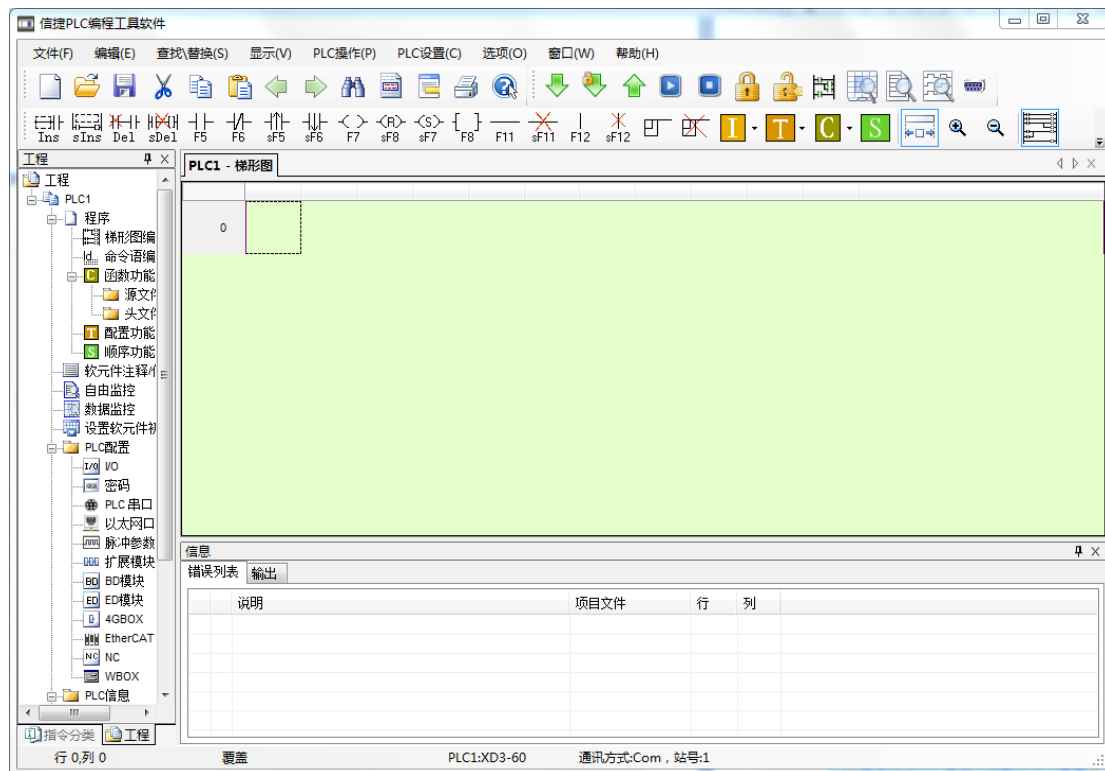 信捷PLC编程工具软件
文件(F) 编辑(E) 查找\替换(S) 显示(V) PLC操作(P) PLC设置(C) 选项(O) 窗口(W) 帮助(H)
Ins sIns Del sDel F5 F6 sF5 sF6 F7 sF8 sF7 F8 F11 sF11 F12 sF12 I T C S
工程
PLC1 - 梯形图
工程
PLC1
程序
0
梯形图编
命令语编
C 函数功能
源文件
头文件
T 配置功能
S 顺序功能
软元件注释/
自由监控
数据监控
设置软元件初
PLC配置
I/O I/O
密码
PLC 串口
以太网口
脉冲参数
扩展模块
BD BD模块
ED ED模块
4GBOX
EtherCAT
NC NC
WBOX
PLC信息
指令分类 工程
信息
错误列表 输出
说明 项目文件 行 列
行 0,列 0 覆盖 PLC1:XD3-60 通讯方式:Com，站号:1